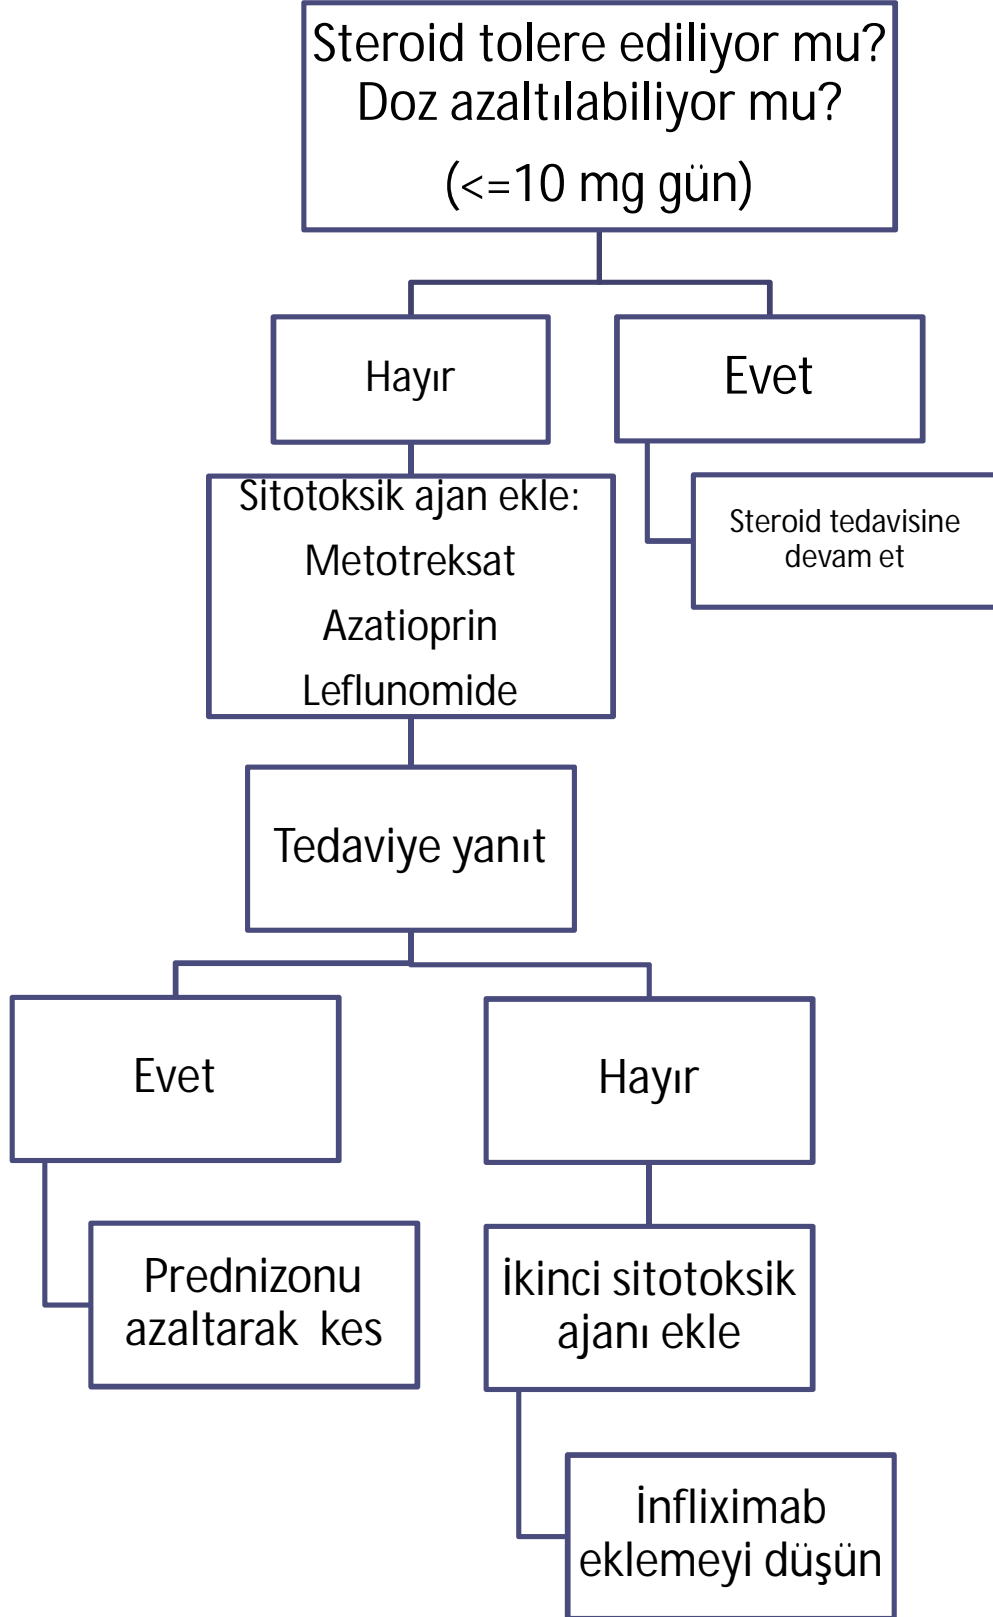 Steroid tolere ediliyor mu?
Doz azaltılabiliyor mu?
(<=10 mg gün)
Hayır
Evet
Sitotoksik ajan ekle:
Metotreksat
Azatioprin
Leflunomide
Steroid tedavisine
devam et
Tedaviye yanıt
Evet
Hayır
Prednizonu
azaltarak kes
İkinci sitotoksik
ajanı ekle
İnfliximab
eklemeyi düşün